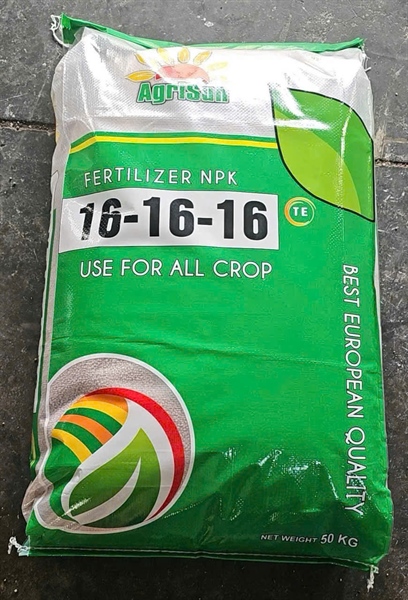 AgriSun
FERTILIZER NPK
16-16-16
TE
USE FOR ALL CROP
BEST EUROPEAN QUALITY
NET WEIGHT 50 KG